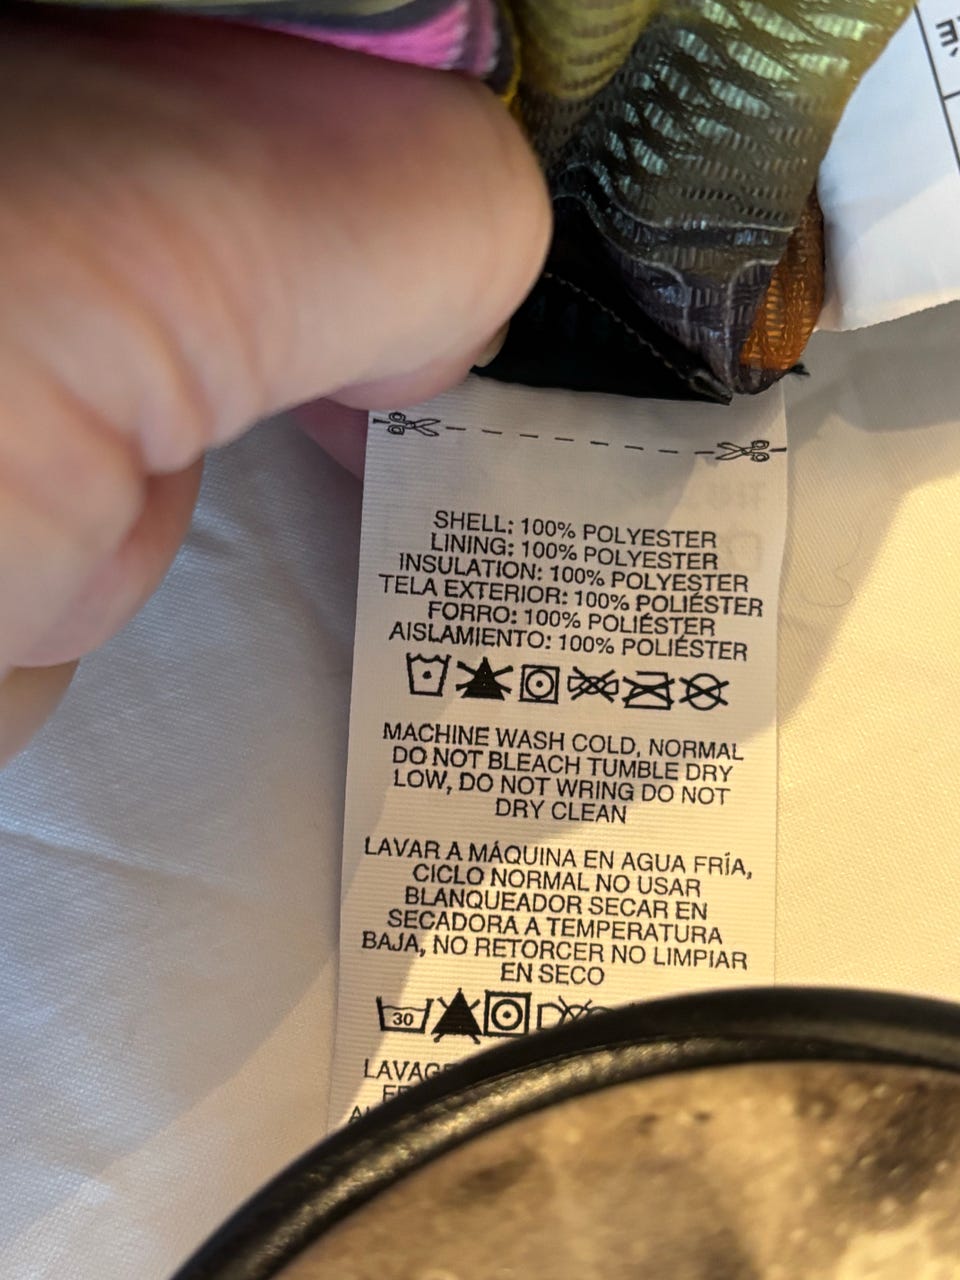 SHELL: 100% POLYESTER
LINING: 100% POLYESTER
INSULATION: 100% POLYESTER
TELA EXTERIOR: 100% POLIÉSTER
FORRO: 100% POLIÉSTER
AISLAMIENTO: 100% POLIÉSTER
MACHINE WASH COLD, NORMAL
DO NOT BLEACH TUMBLE DRY
LOW, DO NOT WRING DO NOT
DRY CLEAN
LAVAR A MÁQUINA EN AGUA FRÍA,
CICLO NORMAL NO USAR
BLANQUEADOR SECAR EN
SECADORA A TEMPERATURA
BAJA, NO RETORCER NO LIMPIAR
EN SECO
30